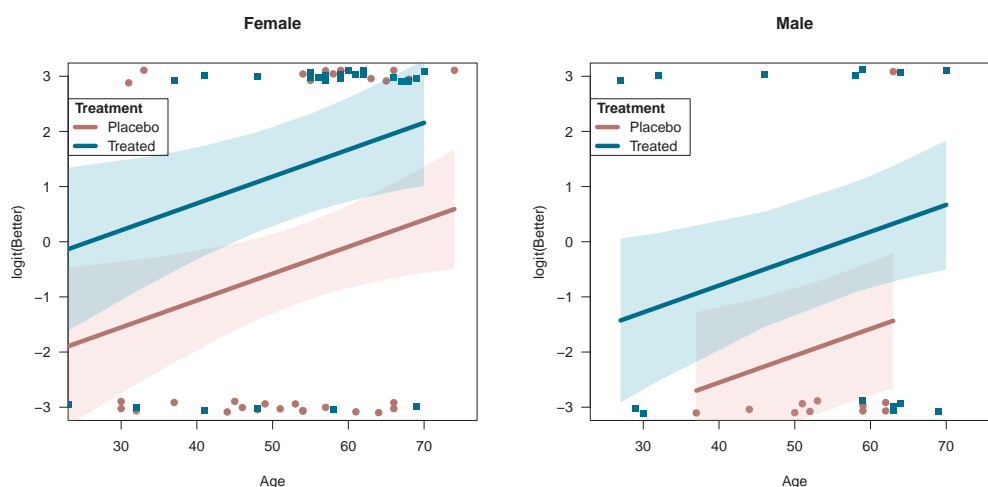 Female
3
2
1
0
−1
−2
−3
logit(Better)
Treatment
Placebo
Treated
30 40 50 60 70
Age
Male
3
2
1
0
−1
−2
−3
logit(Better)
Treatment
Placebo
Treated
30 40 50 60 70
Age